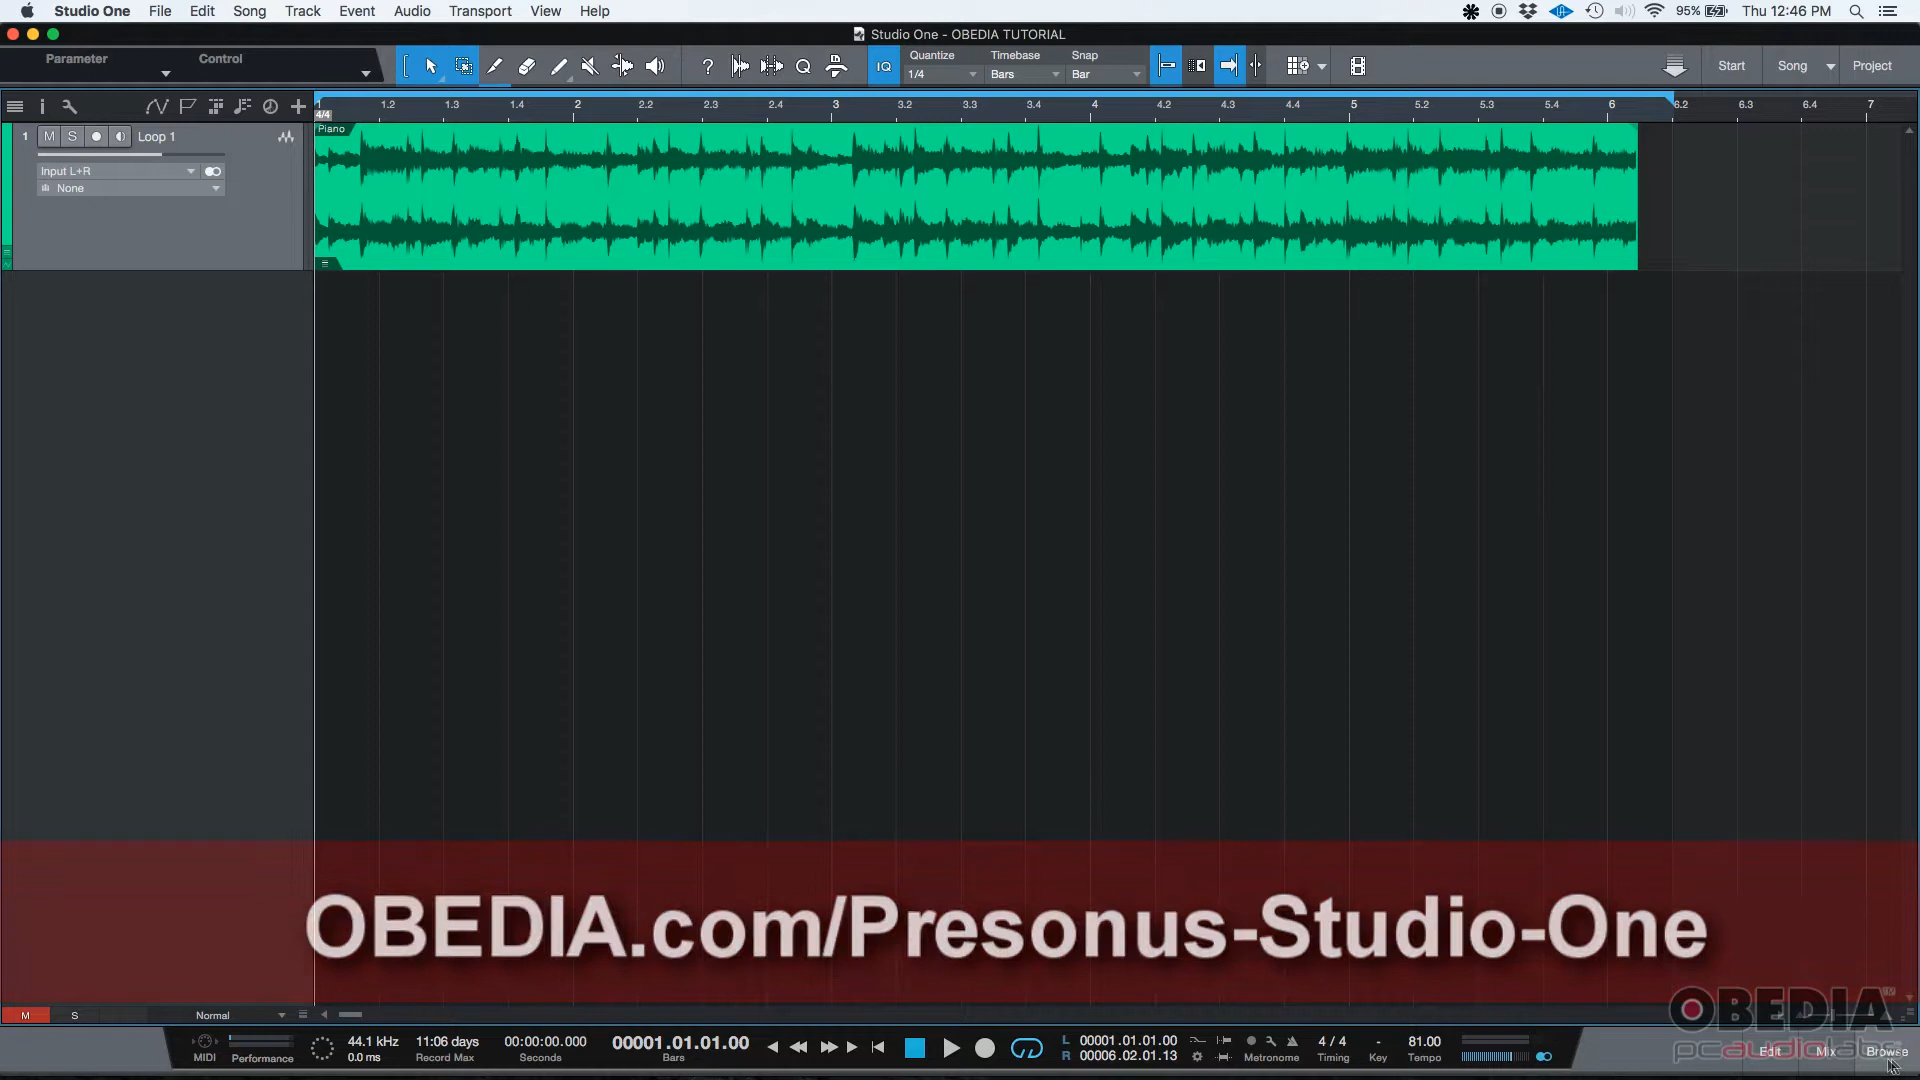 Studio One File Edit Song Track Event Audio Transport View Help 95% Thu 12:46 PM
Studio One - OBEDIA TUTORIAL
Parameter Control Quantize Timebase Snap
IQ 1/4 Bars Bar Start Song Project
1 1.2 1.3 1.4 2 2.2 2.3 2.4 3 3.2 3.3 3.4 4 4.2 4.3 4.4 5 5.2 5.3 5.4 6 6.2 6.3 6.4 7
4/4
Piano
1 M S Loop 1
Input L+R
None
OBEDIA.com/Presonus-Studio-One
OBEDIA
pcaudiolabs
M S Normal
MIDI Performance
44.1 kHz 11:06 days 00:00:00.000 00001.01.01.00 L 00001.01.01.00 4 / 4 - 81.00
0.0 ms Record Max Seconds Bars R 00006.02.01.13 Metronome Timing Key Tempo
Edit Mix Browse